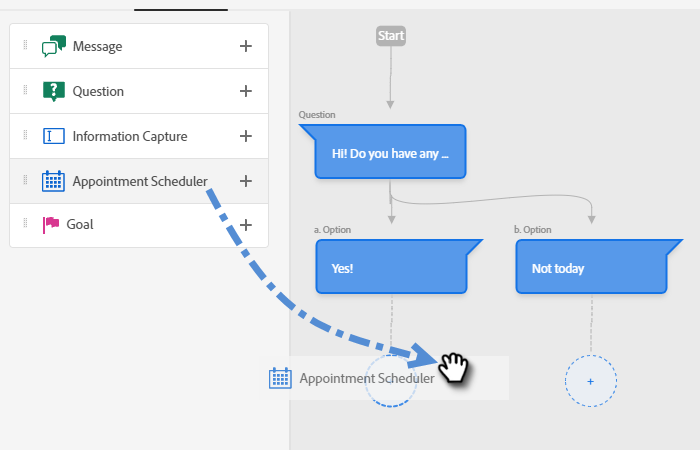 Message
Question
Information Capture
Appointment Scheduler
Goal
Start
Question
Hi! Do you have any ...
a. Option
b. Option
Yes!
Not today
Appointment Scheduler